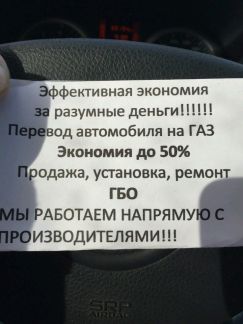 Эффективная экономия
за разумные деньги!!!!!!
Перевод автомобиля на ГАЗ
Экономия до 50%
Продажа, установка, ремонт
ГБО
МЫ РАБОТАЕМ НАПРЯМУЮ С
ПРОИЗВОДИТЕЛЯМИ!!!
SRS
AIRBAG